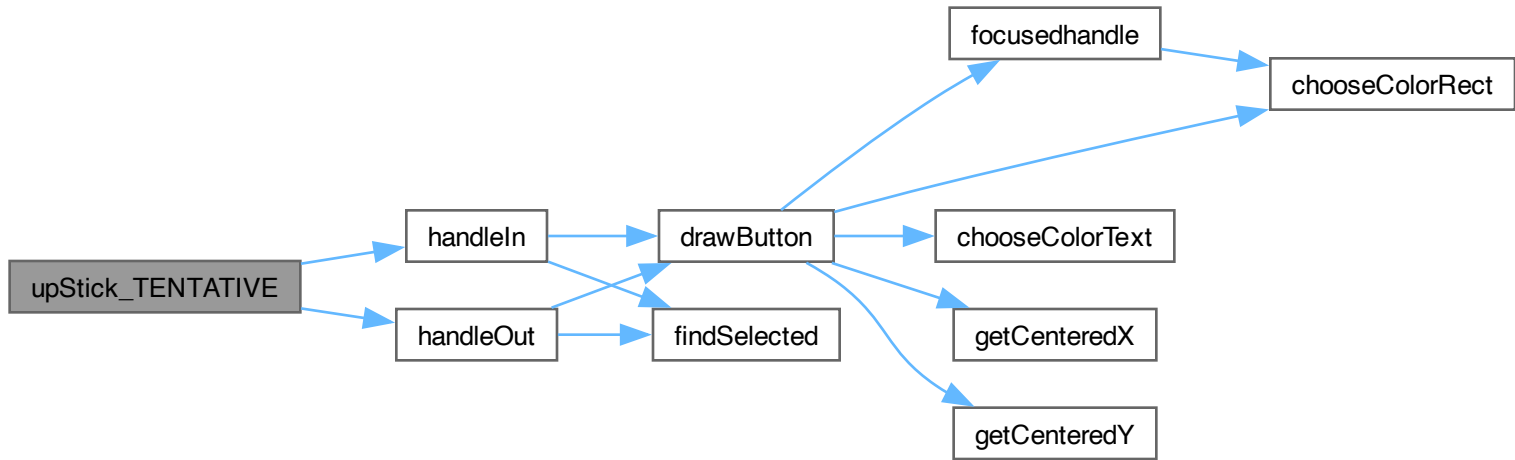 focusedhandle
chooseColorRect
handleIn
drawButton
chooseColorText
upStick_TENTATIVE
handleOut
findSelected
getCenteredX
getCenteredY